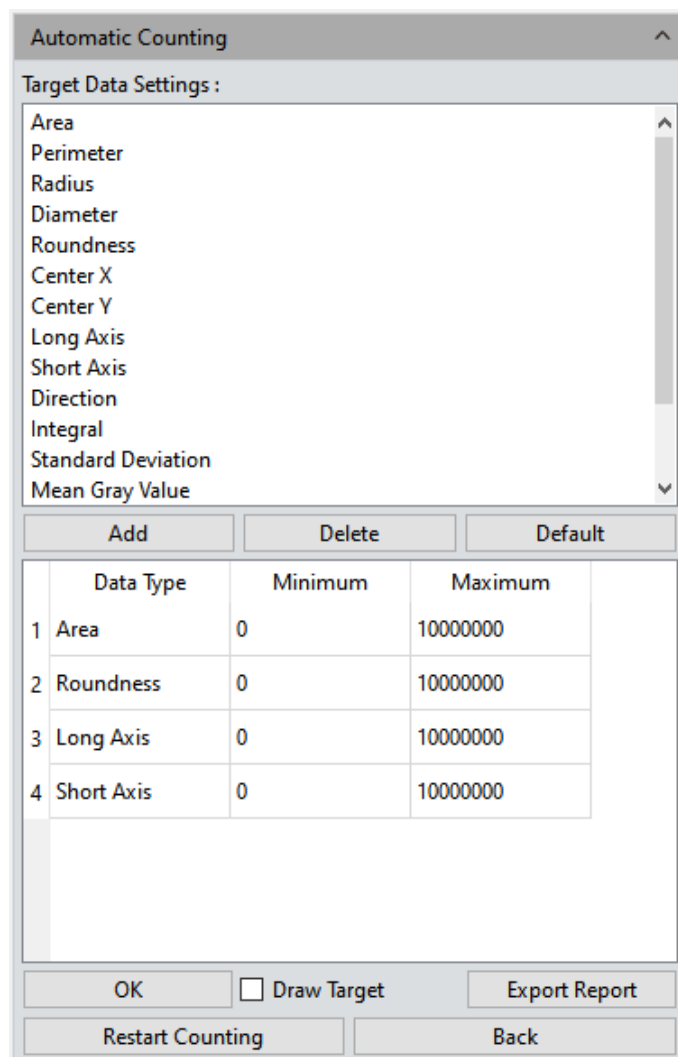 Automatic Counting
Target Data Settings :
Area
Perimeter
Radius
Diameter
Roundness
Center X
Center Y
Long Axis
Short Axis
Direction
Integral
Standard Deviation
Mean Gray Value
Add Delete Default
Data Type Minimum Maximum
1 Area 0 10000000
2 Roundness 0 10000000
3 Long Axis 0 10000000
4 Short Axis 0 10000000
OK Draw Target Export Report
Restart Counting Back